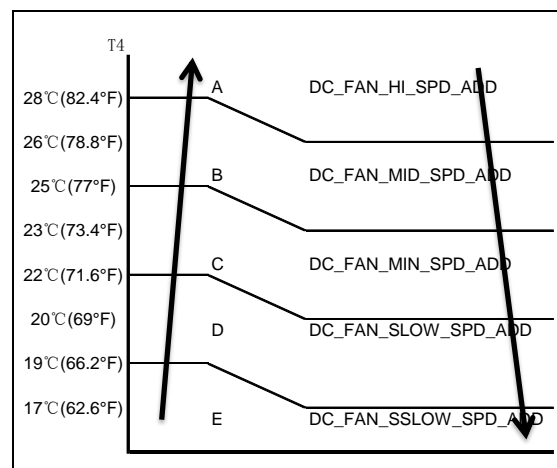 T4
A DC_FAN_HI_SPD_ADD
28℃(82.4°F)
26℃(78.8°F)
B DC_FAN_MID_SPD_ADD
25℃(77°F)
23℃(73.4°F)
C DC_FAN_MIN_SPD_ADD
22℃(71.6°F)
20℃(69°F)
D DC_FAN_SLOW_SPD_ADD
19℃(66.2°F)
17℃(62.6°F)
E DC_FAN_SSLOW_SPD_ADD